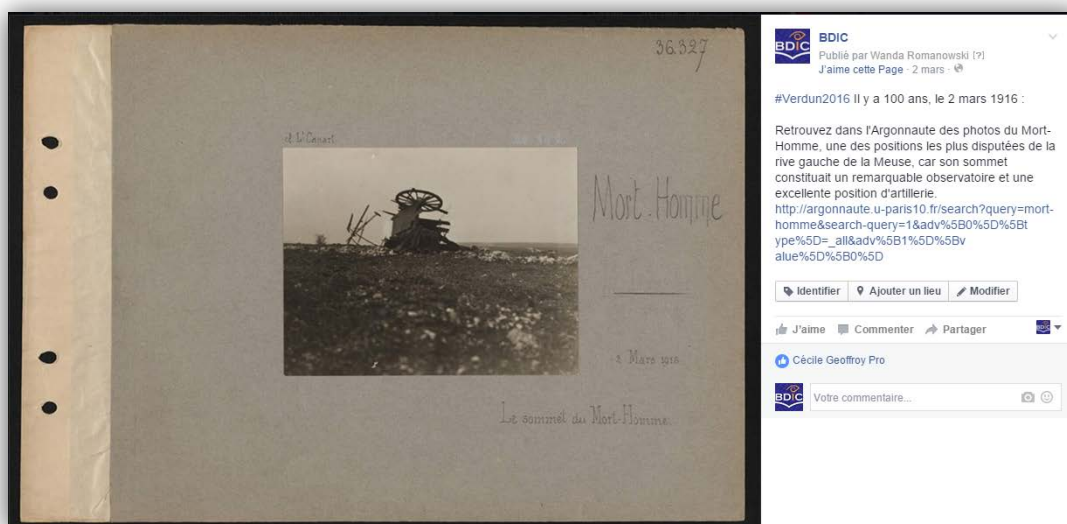 36.327
Mort-Homme
Mars 1916
Le sommet du Mort-Homme.
BDIC
BDIC
Publié par Wanda Romanowski [?]
J'aime cette Page · 2 mars ·
#Verdun2016 Il y a 100 ans, le 2 mars 1916 :
Retrouvez dans l'Argonnaute des photos du Mort-
Homme, une des positions les plus disputées de la
rive gauche de la Meuse, car son sommet
constituait un remarquable observatoire et une
excellente position d'artillerie.
http://argonnaute.u-paris10.fr/search?query=mort-
homme&search-query=1&adv%5B0%5D%5Bt
ype%5D=_all&adv%5B1%5D%5Bv
alue%5D%5B0%5D
Identifier Ajouter un lieu Modifier
J'aime Commenter Partager
BDIC
Cécile Geoffroy Pro
BDIC
Votre commentaire...